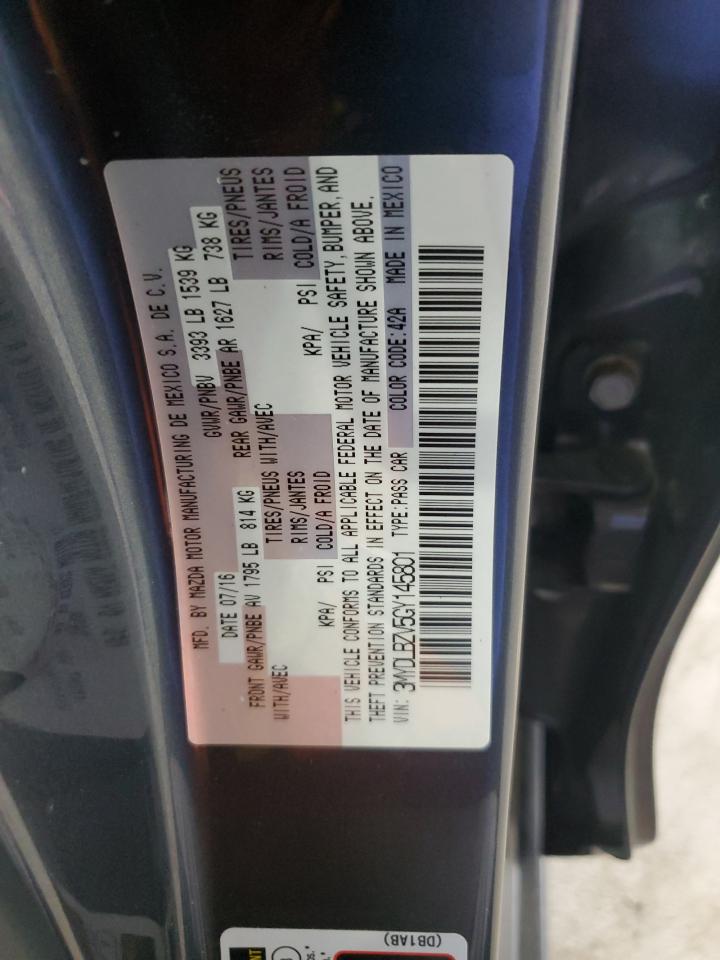 MFD. BY MAZDA MOTOR MANUFACTURING DE MEXICO S.A. DE C.V.
DATE 07/16 GVWR/PNBV 3393 LB 1539 KG
FRONT GAWR/PNBE AV 1795 LB 814 KG REAR GAWR/PNBE AR 1627 LB 738 KG
WITH/AVEC TIRES/PNEUS WITH/AVEC TIRES/PNEUS
RIMS/JANTES RIMS/JANTES
KPA/ PSI COLD/A FROID KPA/ PSI COLD/A FROID
THIS VEHICLE CONFORMS TO ALL APPLICABLE FEDERAL MOTOR VEHICLE SAFETY, BUMPER, AND
THEFT PREVENTION STANDARDS IN EFFECT ON THE DATE OF MANUFACTURE SHOWN ABOVE.
VIN: 3MYDLBZV5GY145801 TYPE:PASS CAR COLOR CODE:42A MADE IN MEXICO
(DB1AB)